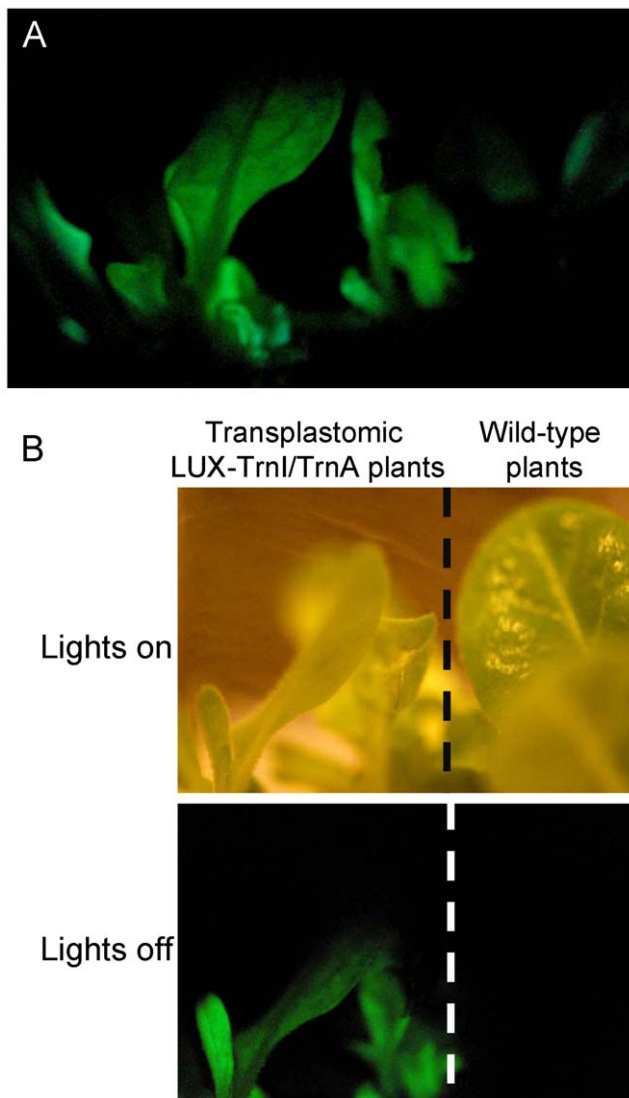 A
B
Transplastomic
LUX-TrnI/TrnA plants
Wild-type
plants
Lights on
Lights off